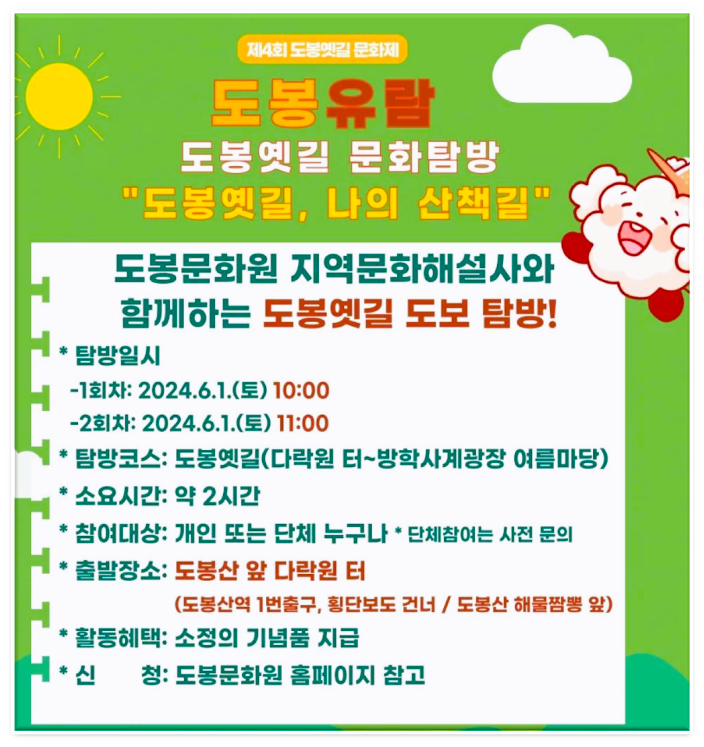 제4회 도봉옛길 문화제
도봉유람
도봉옛길 문화탐방
"도봉옛길, 나의 산책길"
도봉문화원 지역문화해설사와
함께하는 도봉옛길 도보 탐방!
* 탐방일시
-1회차: 2024.6.1.(토) 10:00
-2회차: 2024.6.1.(토) 11:00
* 탐방코스: 도봉옛길(다락원 터~방학사계광장 여름마당)
* 소요시간: 약 2시간
* 참여대상: 개인 또는 단체 누구나 * 단체참여는 사전 문의
* 출발장소: 도봉산 앞 다락원 터
(도봉산역 1번출구, 횡단보도 건너 / 도봉산 해물짬뽕 앞)
* 활동혜택: 소정의 기념품 지급
* 신 청: 도봉문화원 홈페이지 참고